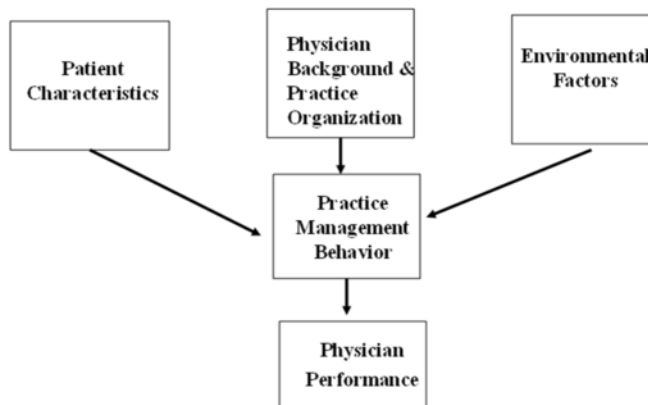 Patient
Characteristics
Physician
Background &
Practice
Organization
Environmental
Factors
Practice
Management
Behavior
Physician
Performance